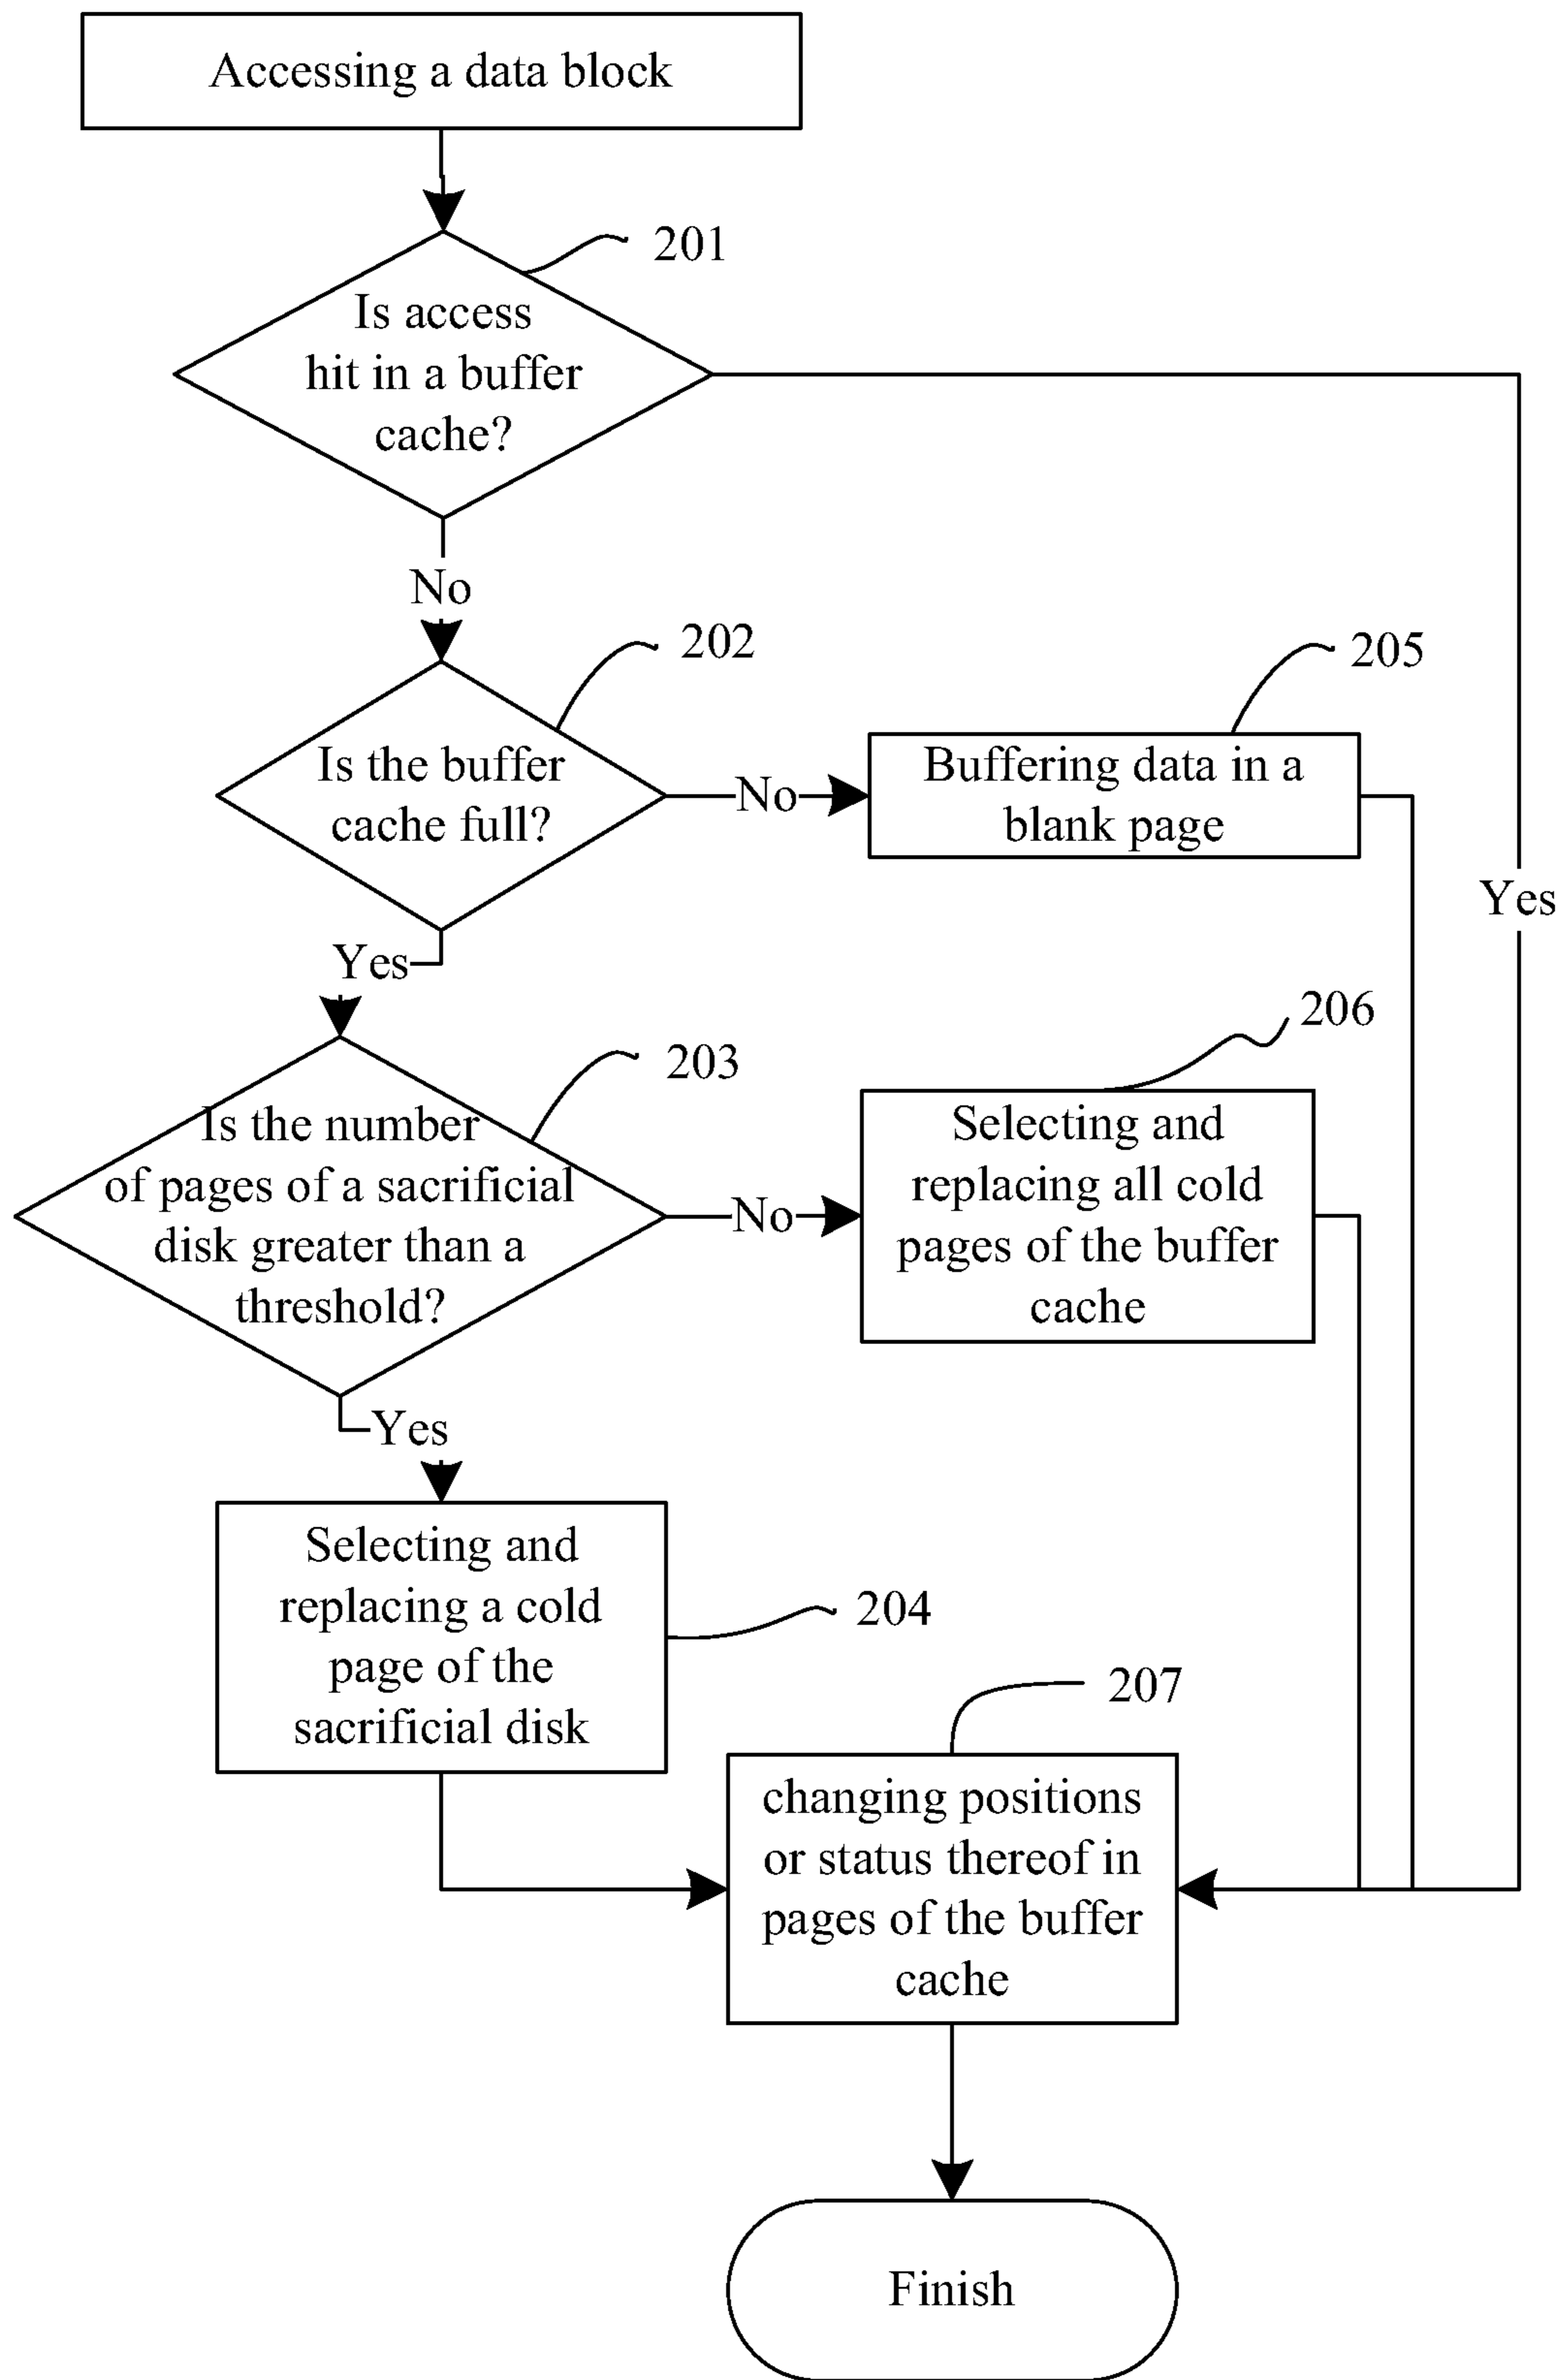 Accessing a data block
201
Is access
hit in a buffer
cache?
No
202
Is the buffer
cache full?
No
205
Buffering data in a
blank page
Yes
Yes
203
Is the number
of pages of a sacrificial
disk greater than a
threshold?
No
206
Selecting and
replacing all cold
pages of the buffer
cache
Yes
Selecting and
replacing a cold
page of the
sacrificial disk
204
207
changing positions
or status thereof in
pages of the buffer
cache
Finish